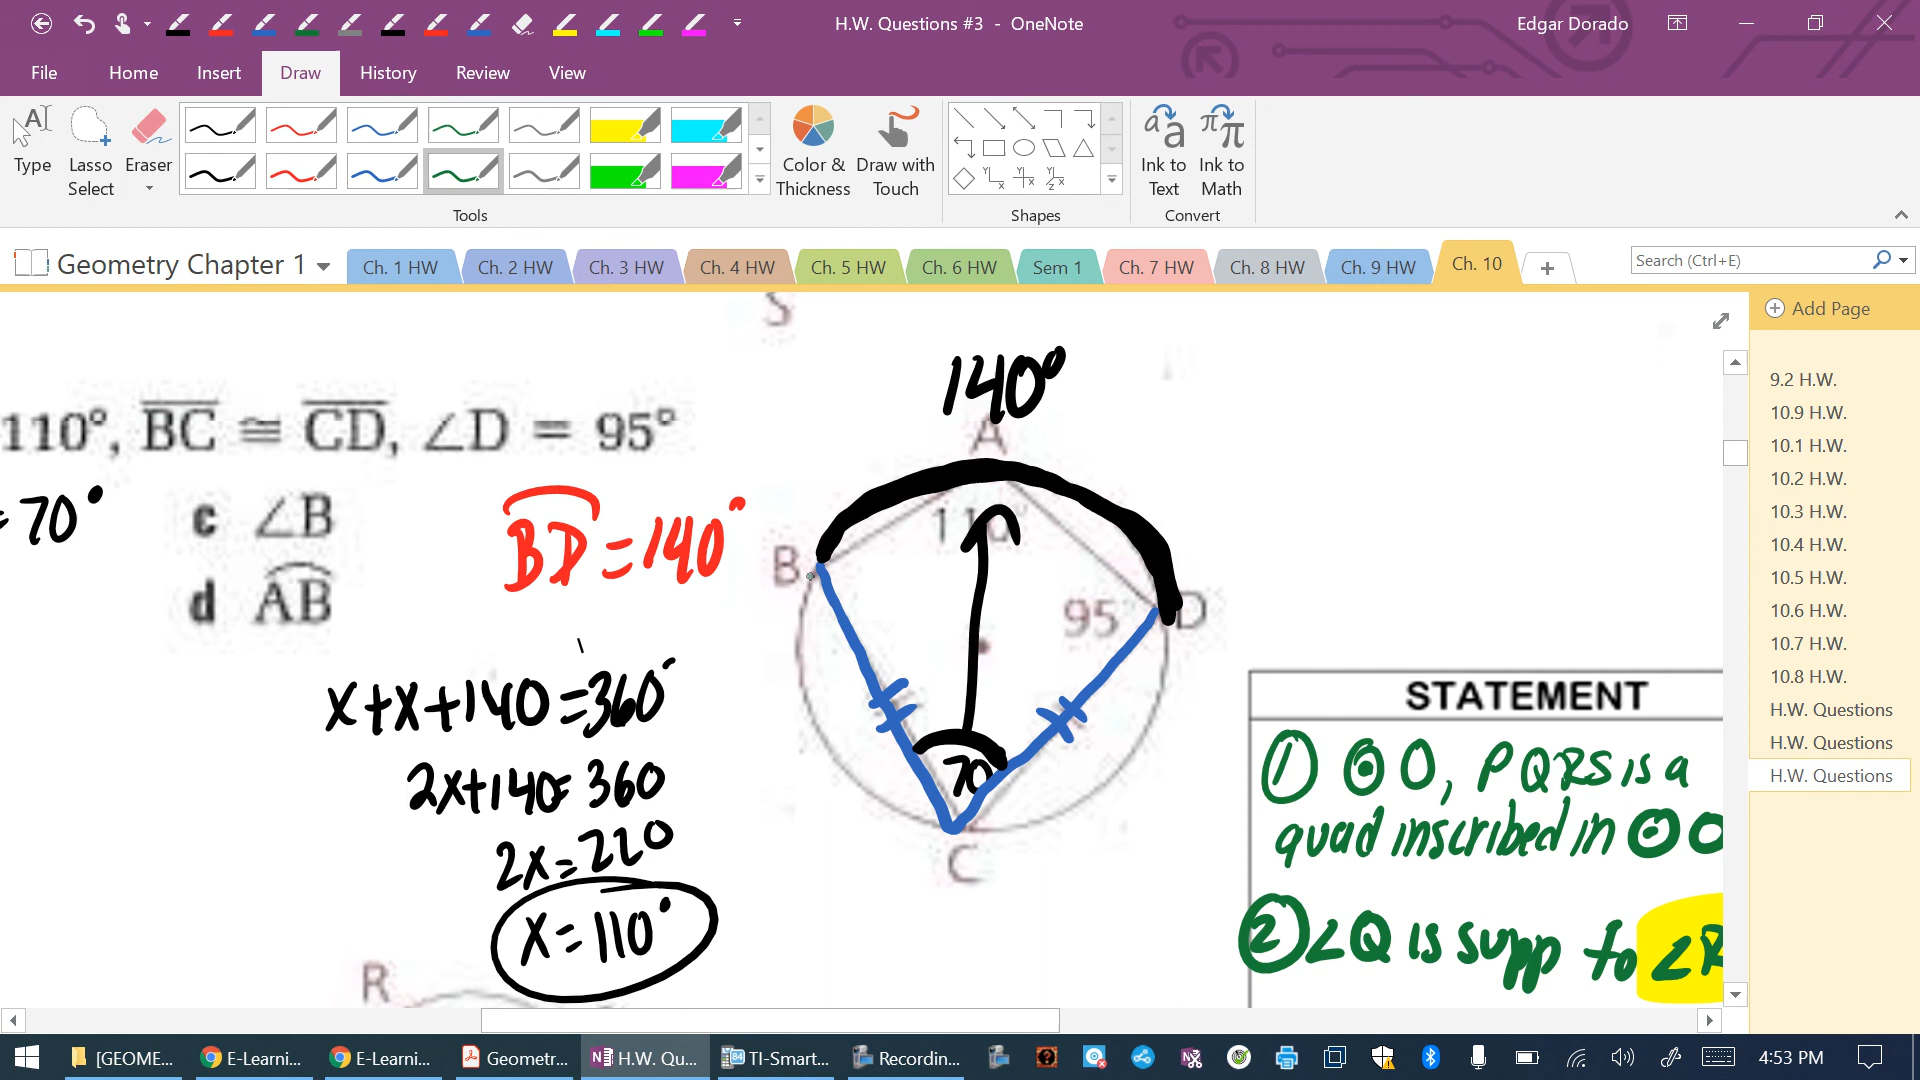 H.W. Questions #3 - OneNote
Edgar Dorado
File Home Insert Draw History Review View
Type
Lasso Select
Eraser
Color & Thickness
Draw with Touch
Ink to Text
Ink to Math
Tools
Shapes
Convert
Geometry Chapter 1
Ch. 1 HW
Ch. 2 HW
Ch. 3 HW
Ch. 4 HW
Ch. 5 HW
Ch. 6 HW
Sem 1
Ch. 7 HW
Ch. 8 HW
Ch. 9 HW
Ch. 10
Search (Ctrl+E)
Add Page
9.2 H.W.
10.9 H.W.
10.1 H.W.
10.2 H.W.
10.3 H.W.
10.4 H.W.
10.5 H.W.
10.6 H.W.
10.7 H.W.
10.8 H.W.
H.W. Questions
H.W. Questions
H.W. Questions
S
110°, B̅C̅ ≅ C̅D̅, ∠D = 95°
= 70°
c ∠B
d A͡B
B͡D = 140°
x + x + 140 = 360°
2x + 140 = 360
2x = 220
x = 110°
R
140°
A
110°
B
95
D
70
C
STATEMENT
① ⊙O, PQRS is a
quad inscribed in ⊙O
② ∠Q is supp to ∠R
[GEOME...
E-Learni...
E-Learni...
Geometr...
H.W. Qu...
TI-Smart...
Recordin...
4:53 PM